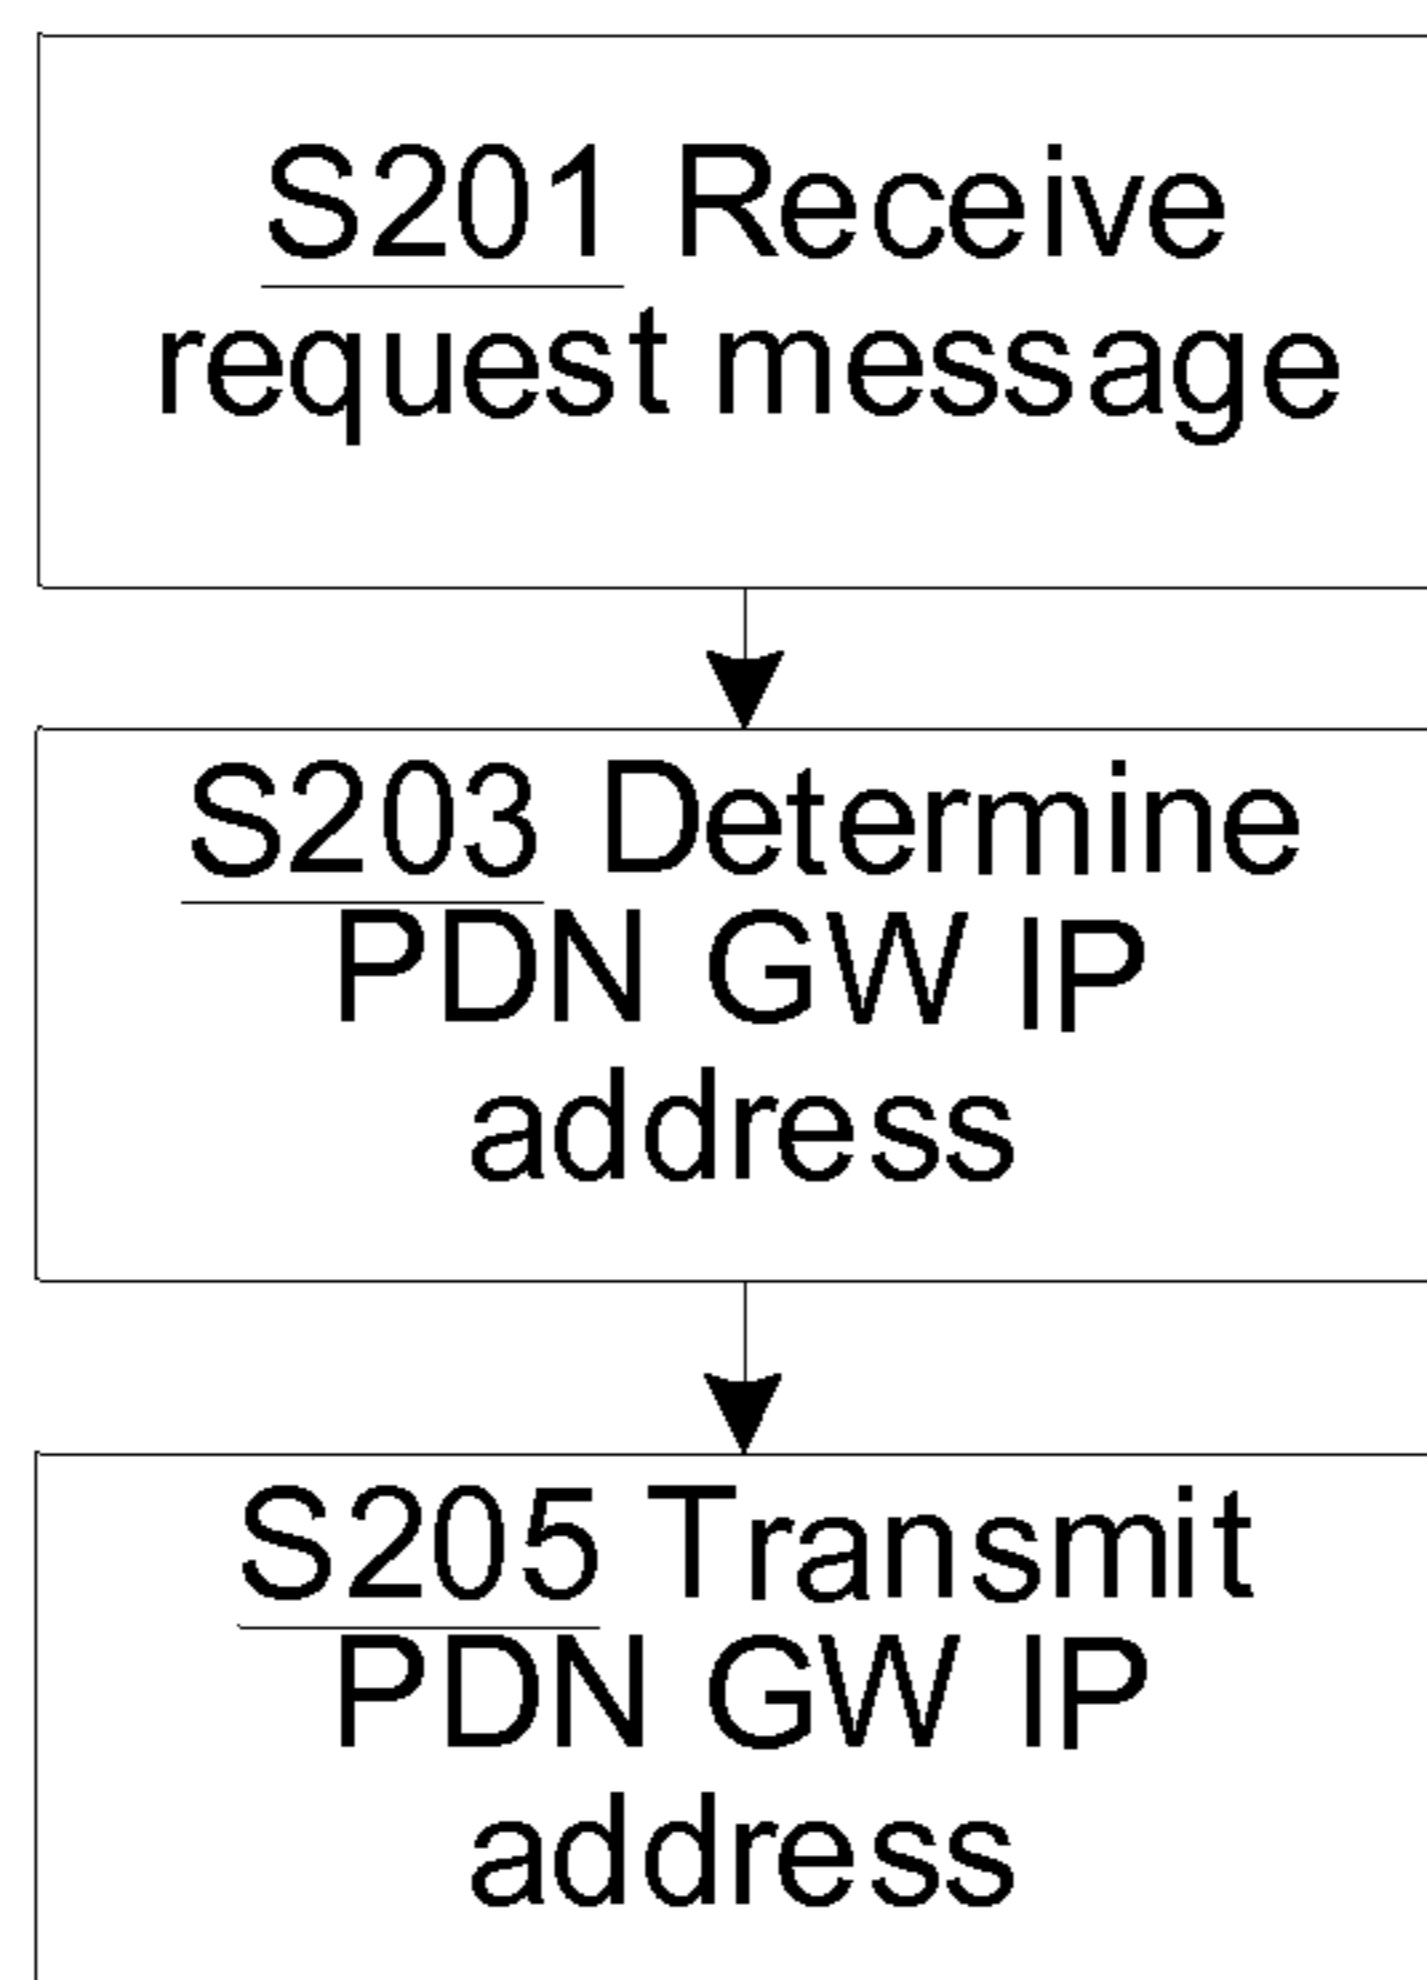 S201 Receive
request message
S203 Determine
PDN GW IP
address
S205 Transmit
PDN GW IP
address